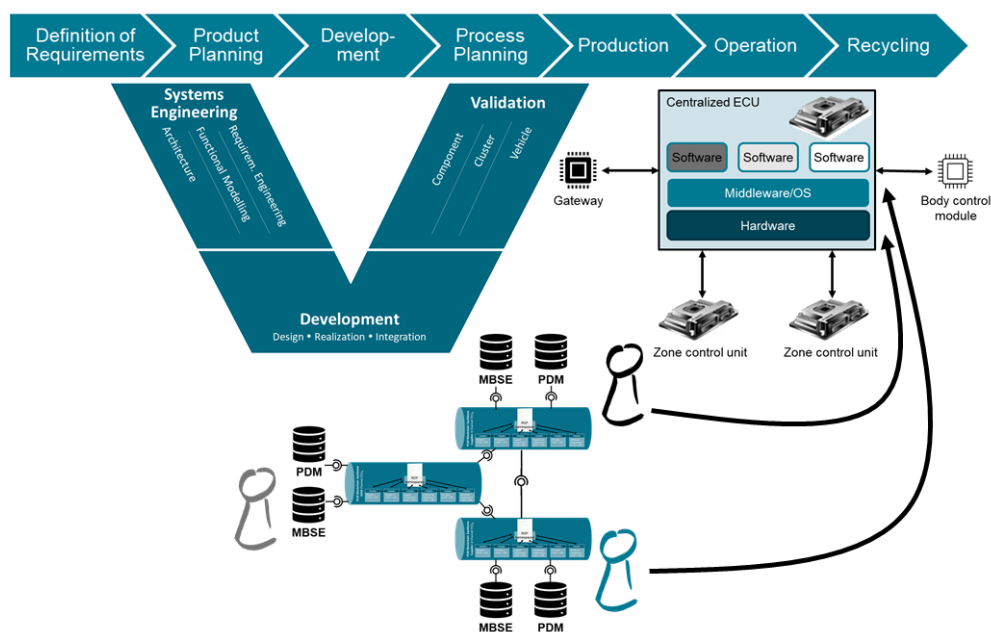 Definition of
Requirements
Product
Planning
Develop-
ment
Process
Planning
Production
Operation
Recycling
Systems
Engineering
Architecture
Functional Modelling
Requirem. Engineering
Validation
Component
Cluster
Vehicle
Development
Design • Realization • Integration
Centralized ECU
Software
Software
Software
Middleware/OS
Hardware
Gateway
Body control
module
Zone control unit
Zone control unit
MBSE
PDM
PDM
MBSE
MBSE
PDM